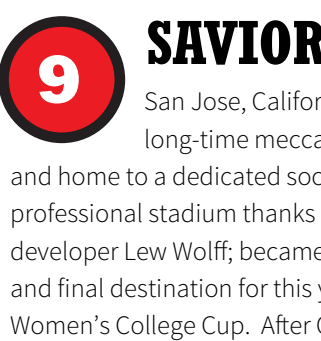 9
SAVIOR
San Jose, Califor
long-time mecca
and home to a dedicated soc
professional stadium thanks
developer Lew Wolff; became
and final destination for this y
Women's College Cup.  After